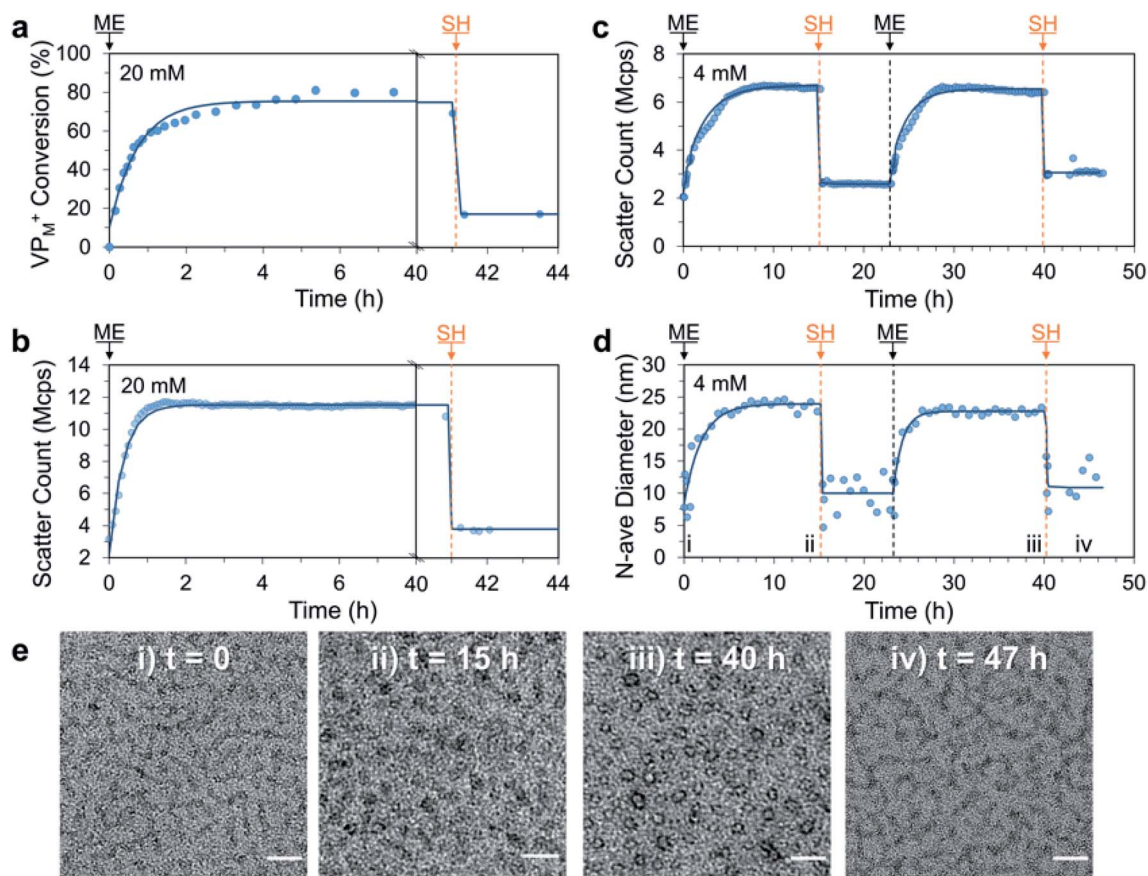 a
ME
SH
VP_M^+ Conversion (%)
100
80
60
40
20
0
20 mM
0 2 4 6 40 42 44
Time (h)
b
ME
SH
Scatter Count (Mcps)
14
12
10
8
6
4
2
20 mM
0 2 4 6 40 42 44
Time (h)
c
ME SH ME SH
Scatter Count (Mcps)
8
6
4
2
0
4 mM
0 10 20 30 40 50
Time (h)
d
ME SH ME SH
N-ave Diameter (nm)
30
25
20
15
10
5
0
4 mM
i ii iii iv
0 10 20 30 40 50
Time (h)
e
i) t = 0
ii) t = 15 h
iii) t = 40 h
iv) t = 47 h